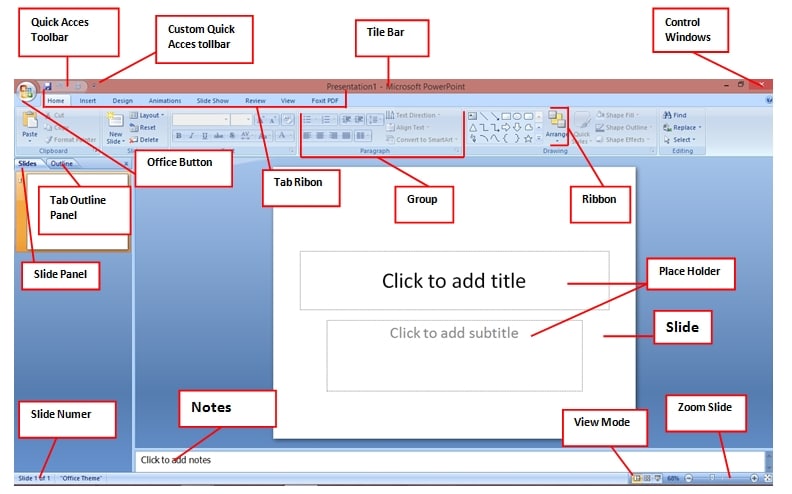 Quick Acces
Toolbar
Custom Quick
Acces tollbar
Tile Bar
Control
Windows
Presentation1 - Microsoft PowerPoint
Home Insert Design Animations Slide Show Review View Foxit PDF
Paste
Cut
Format Painter
Clipboard
New
Slide
Layout
Reset
Delete
Text Direction
Align Text
Convert to SmartArt
Paragraph
Arrange
Quick
Shape Fill
Shape Outline
Shape Effects
Drawing
Find
Replace
Select
Editing
Slides Outline
Office Button
Tab Ribon
Group
Ribbon
Tab Outline
Panel
Slide Panel
Click to add title
Click to add subtitle
Place Holder
Slide
Slide Numer
Notes
View Mode
Zoom Slide
Click to add notes
Slide 1 of 1 "Office Theme" 68%